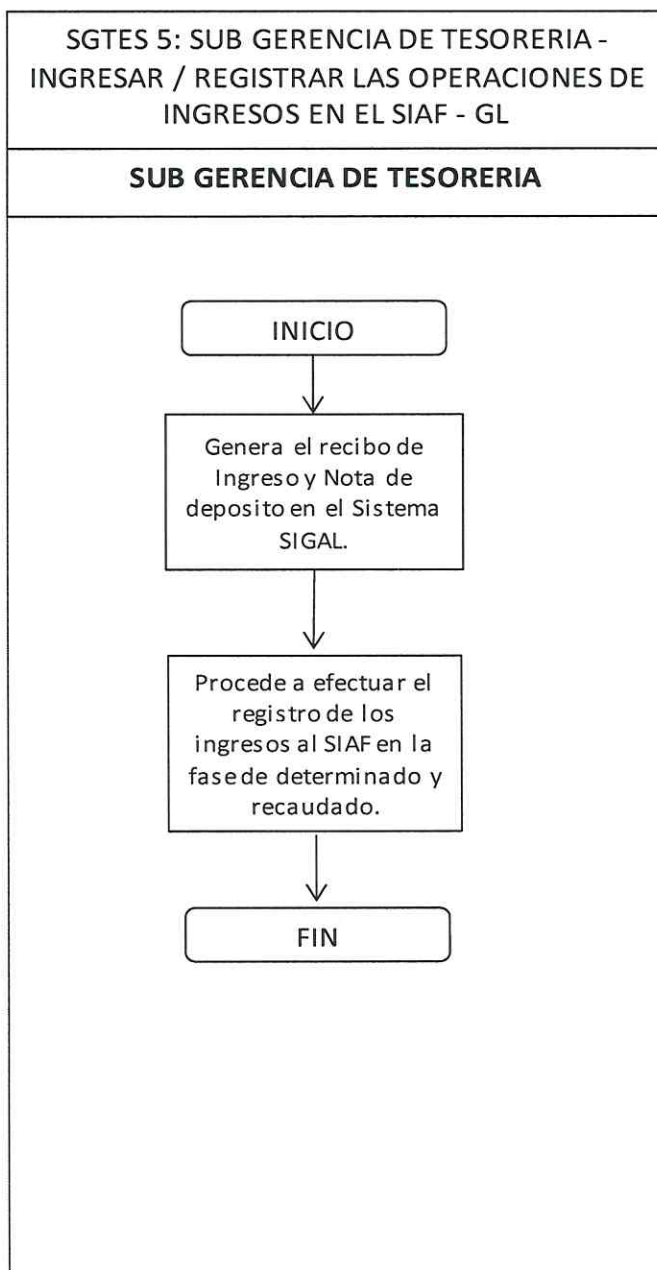 SGTES 5: SUB GERENCIA DE TESORERIA -
INGRESAR / REGISTRAR LAS OPERACIONES DE
INGRESOS EN EL SIAF - GL
SUB GERENCIA DE TESORERIA
INICIO
Genera el recibo de
Ingreso y Nota de
deposito en el Sistema
SIGAL.
Procede a efectuar el
registro de los
ingresos al SIAF en la
fase de determinado y
recaudado.
FIN